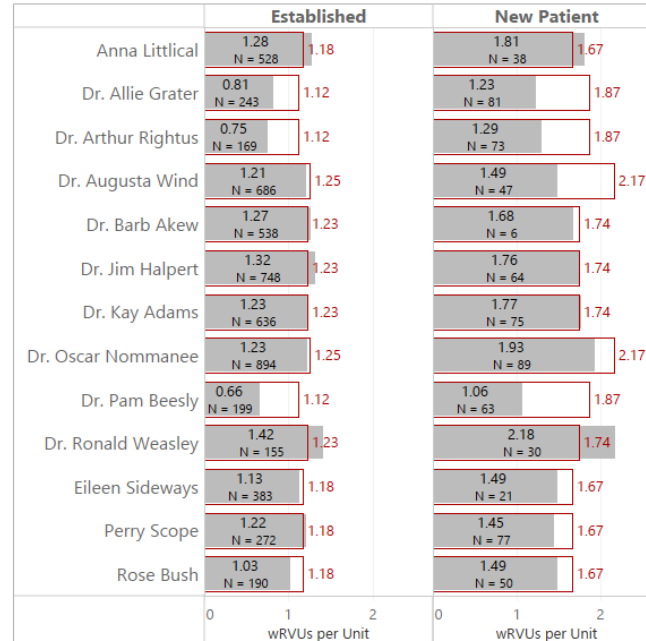 Established New Patient
Anna Littlical 1.28 1.18 1.81 1.67
N = 528 N = 38
Dr. Allie Grater 0.81 1.12 1.23 1.87
N = 243 N = 81
Dr. Arthur Rightus 0.75 1.12 1.29 1.87
N = 169 N = 73
Dr. Augusta Wind 1.21 1.25 1.49 2.17
N = 686 N = 47
Dr. Barb Akew 1.27 1.23 1.68 1.74
N = 538 N = 6
Dr. Jim Halpert 1.32 1.23 1.76 1.74
N = 748 N = 64
Dr. Kay Adams 1.23 1.23 1.77 1.74
N = 636 N = 75
Dr. Oscar Nommanee 1.23 1.25 1.93 2.17
N = 894 N = 89
Dr. Pam Beesly 0.66 1.12 1.06 1.87
N = 199 N = 63
Dr. Ronald Weasley 1.42 1.23 2.18 1.74
N = 155 N = 30
Eileen Sideways 1.13 1.18 1.49 1.67
N = 383 N = 21
Perry Scope 1.22 1.18 1.45 1.67
N = 272 N = 77
Rose Bush 1.03 1.18 1.49 1.67
N = 190 N = 50
0 1 2 0 1 2
wRVUs per Unit wRVUs per Unit